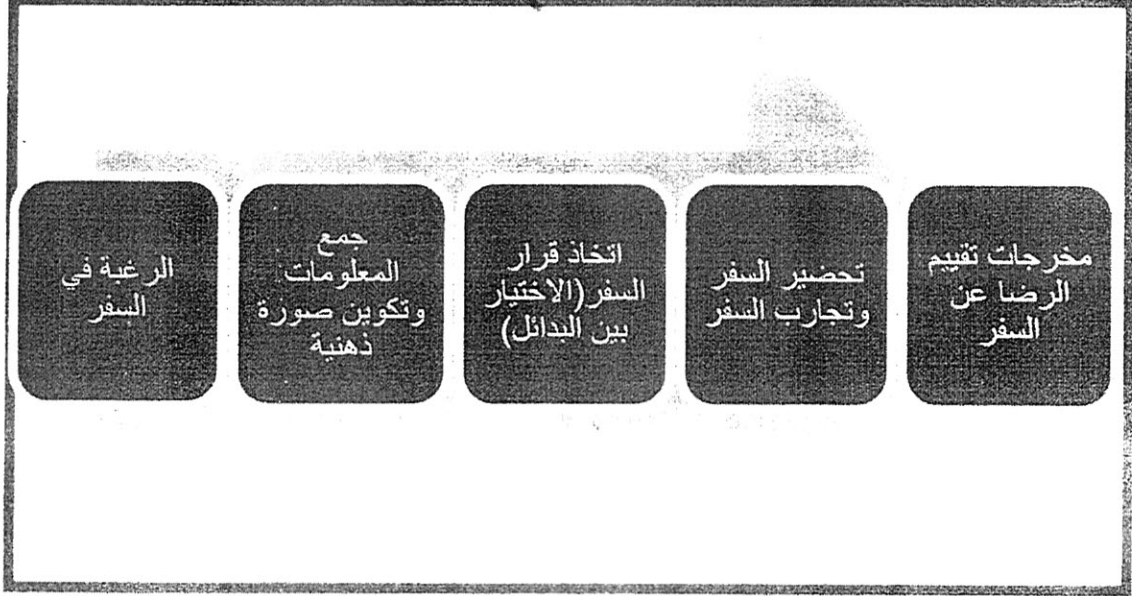 الرغبة في
السفر
جمع
المعلومات
وتكوين صورة
ذهنية
اتخاذ قرار
السفر(الاختيار
بين البدائل)
تحضير السفر
وتجارب السفر
مخرجات تقييم
الرضا عن
السفر